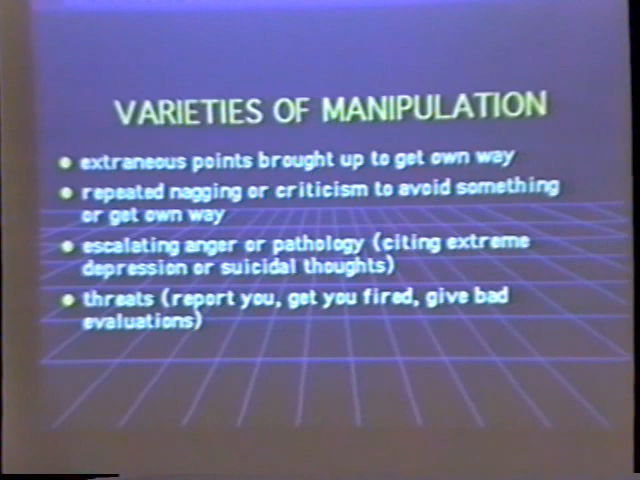 VARIETIES OF MANIPULATION
• extraneous points brought up to get own way
• repeated nagging or criticism to avoid something
or get own way
• escalating anger or pathology (citing extreme
depression or suicidal thoughts)
• threats (report you, get you fired, give bad
evaluations)